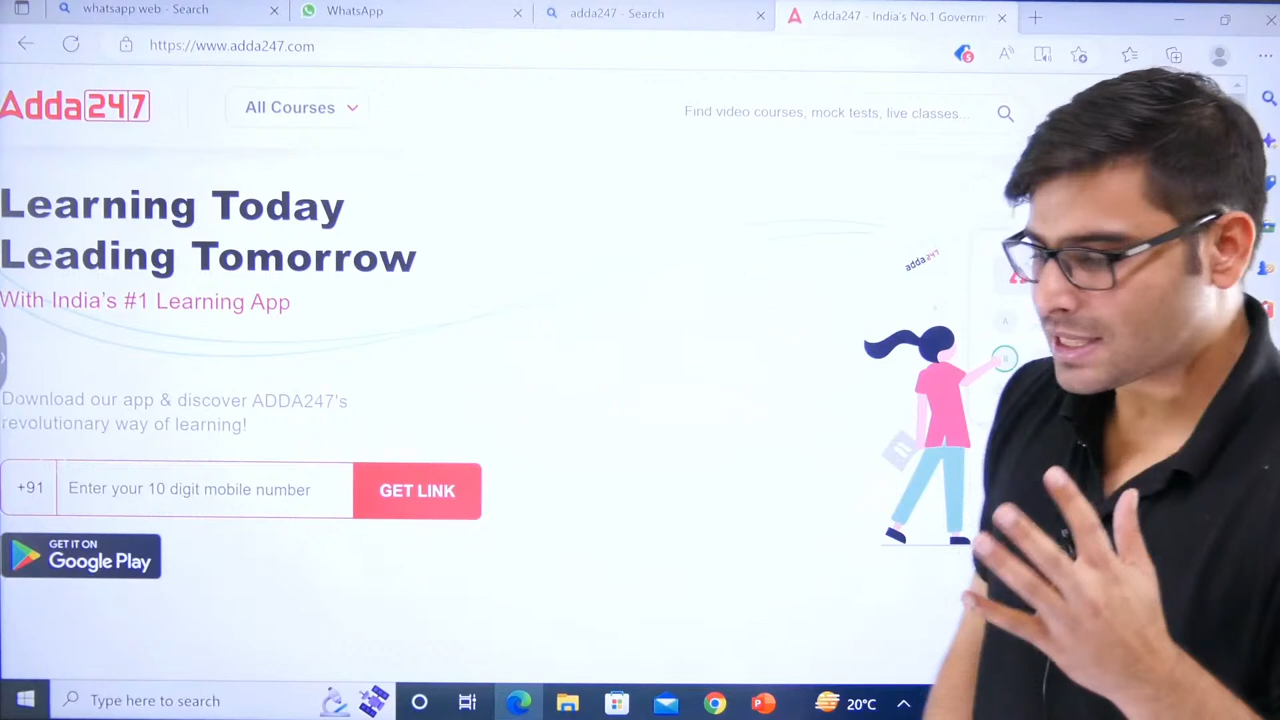 whatsapp web - Search
WhatsApp
adda247 - Search
Adda247 - India's No.1 Governm
https://www.adda247.com
5
Adda247
All Courses
Find video courses, mock tests, live classes...
Learning Today
Leading Tomorrow
With India's #1 Learning App
adda247
A
B
Download our app & discover ADDA247's
revolutionary way of learning!
+91
Enter your 10 digit mobile number
GET LINK
GET IT ON
Google Play
Type here to search
20°C